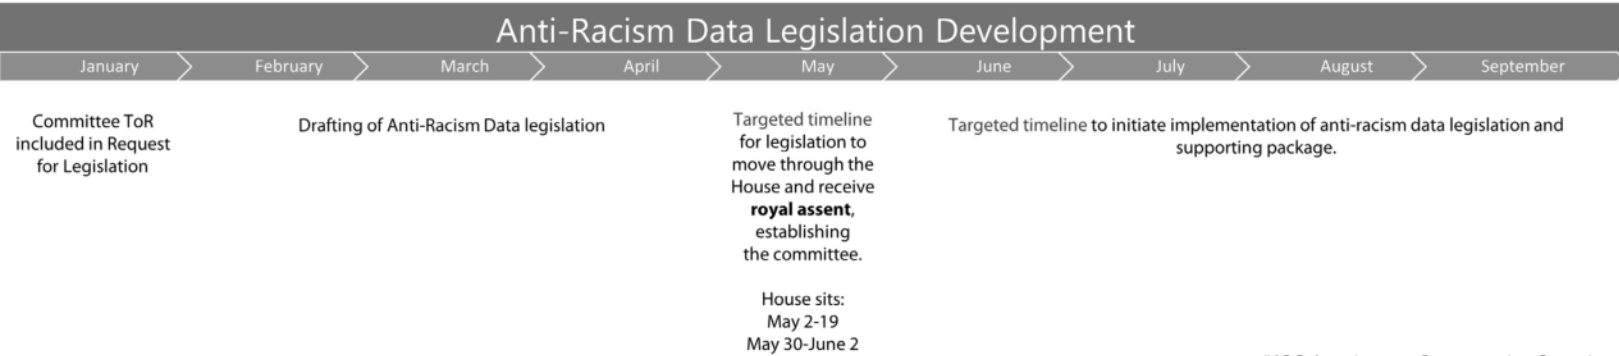 Anti-Racism Data Legislation Development
January February March April May June July August September
Committee ToR
included in Request
for Legislation
Drafting of Anti-Racism Data legislation
Targeted timeline
for legislation to
move through the
House and receive
royal assent,
establishing
the committee.
House sits:
May 2-19
May 30-June 2
Targeted timeline to initiate implementation of anti-racism data legislation and
supporting package.